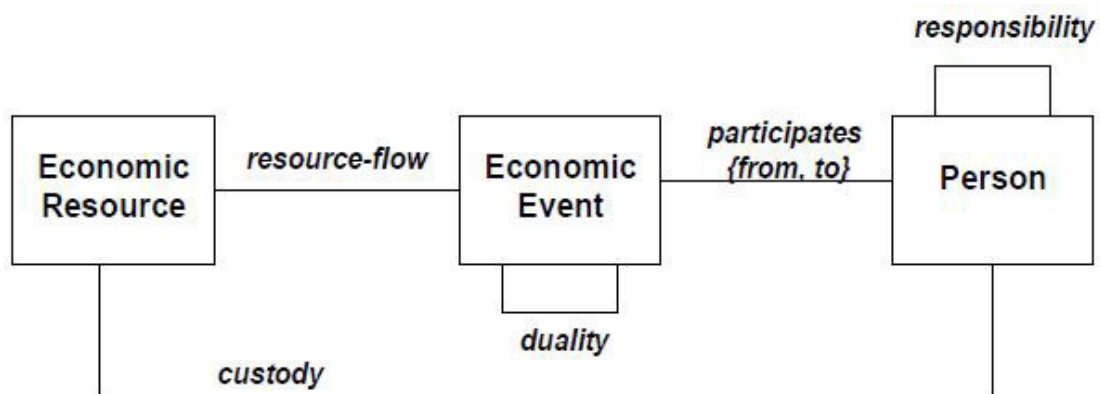 responsibility
Economic
Resource
resource-flow
Economic
Event
participates
{from, to}
Person
duality
custody